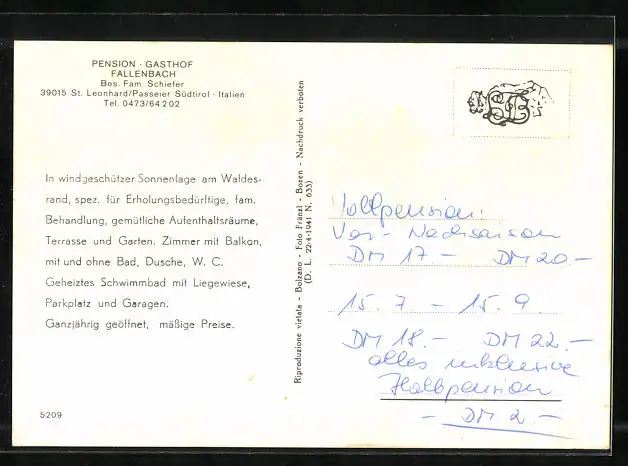 PENSION - GASTHOF
FALLENBACH
Bes. Fam. Schiefer
39015 St. Leonhard/Passeier Südtirol - Italien
Tel. 0473/64202
In windgeschützer Sonnenlage am Waldes-
rand, spez. für Erholungsbedürftige, fam.
Behandlung, gemütliche Aufenthaltsräume,
Terrasse und Garten. Zimmer mit Balkon,
mit und ohne Bad, Dusche, W. C.
Geheiztes Schwimmbad mit Liegewiese,
Parkplatz und Garagen.
Ganzjährig geöffnet, mäßige Preise.
5209
Riproduzione vietata - Bolzano - Foto Fränzl - Bozen - Nachdruck verboten
(D. L. 22-4-1941 N. 633)
Vollpension:
Vor- Nachsaison
DM 17 - DM 20.-
15. 7 - 15. 9
DM 18.- DM 22.-
alles inklusive
Halbpension
- DM 2.-